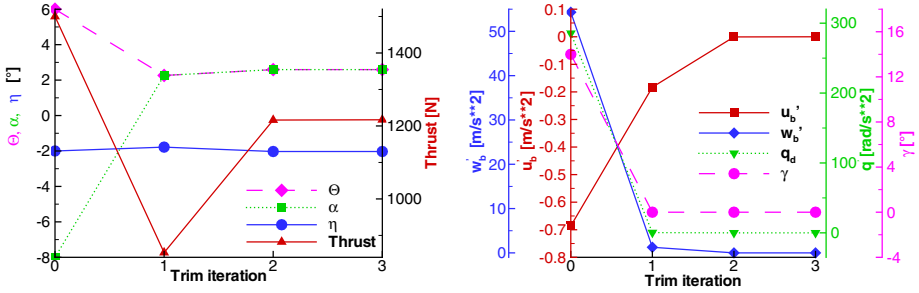 Θ, α, η [°]
6
4
2
0
-2
-4
-6
-8
0
1
2
3
Trim iteration
Thrust [N]
1400
1200
1000
Θ
α
η
Thrust
w_b' [m/s**2]
50
40
30
20
10
0
u_b [m/s**2]
0.1
0
-0.1
-0.2
-0.3
-0.4
-0.5
-0.6
-0.7
-0.8
0
1
2
3
Trim iteration
u_b'
w_b'
q_d
γ
q [rad/s**2]
300
200
100
0
γ [°]
16
12
8
4
0
-4